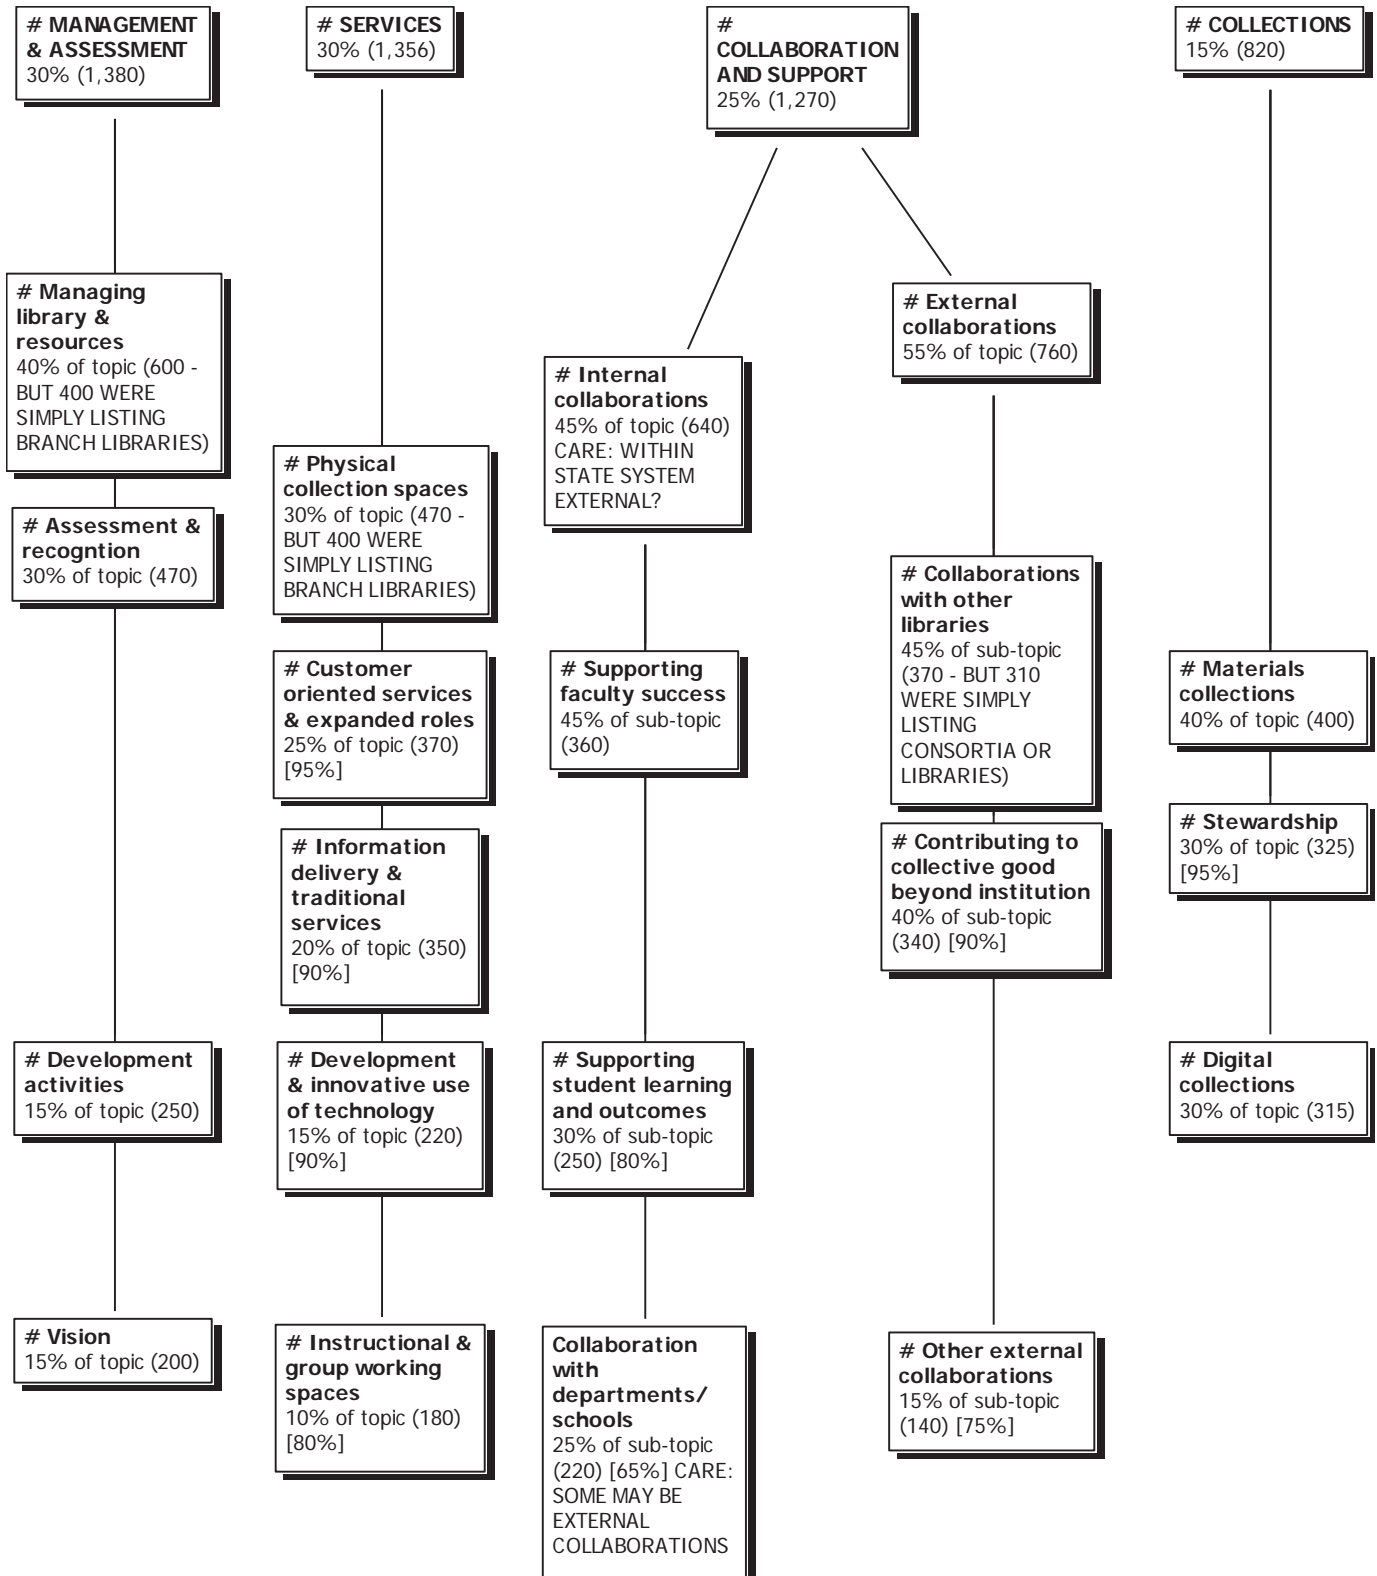 # MANAGEMENT
& ASSESSMENT
30% (1,380)
# SERVICES
30% (1,356)
#
COLLABORATION
AND SUPPORT
25% (1,270)
# COLLECTIONS
15% (820)
# Managing
library &
resources
40% of topic (600 -
BUT 400 WERE
SIMPLY LISTING
BRANCH LIBRARIES)
# External
collaborations
55% of topic (760)
# Internal
collaborations
45% of topic (640)
CARE: WITHIN
STATE SYSTEM
EXTERNAL?
# Physical
collection spaces
30% of topic (470 -
BUT 400 WERE
SIMPLY LISTING
BRANCH LIBRARIES)
# Assessment &
recogntion
30% of topic (470)
# Collaborations
with other
libraries
45% of sub-topic
(370 - BUT 310
WERE SIMPLY
LISTING
CONSORTIA OR
LIBRARIES)
# Customer
oriented services
& expanded roles
25% of topic (370)
[95%]
# Supporting
faculty success
45% of sub-topic
(360)
# Materials
collections
40% of topic (400)
# Stewardship
30% of topic (325)
[95%]
# Information
delivery &
traditional
services
20% of topic (350)
[90%]
# Contributing to
collective good
beyond institution
40% of sub-topic
(340) [90%]
# Development
activities
15% of topic (250)
# Development
& innovative use
of technology
15% of topic (220)
[90%]
# Supporting
student learning
and outcomes
30% of sub-topic
(250) [80%]
# Digital
collections
30% of topic (315)
# Vision
15% of topic (200)
# Instructional &
group working
spaces
10% of topic (180)
[80%]
Collaboration
with
departments/
schools
25% of sub-topic
(220) [65%] CARE:
SOME MAY BE
EXTERNAL
COLLABORATIONS
# Other external
collaborations
15% of sub-topic
(140) [75%]